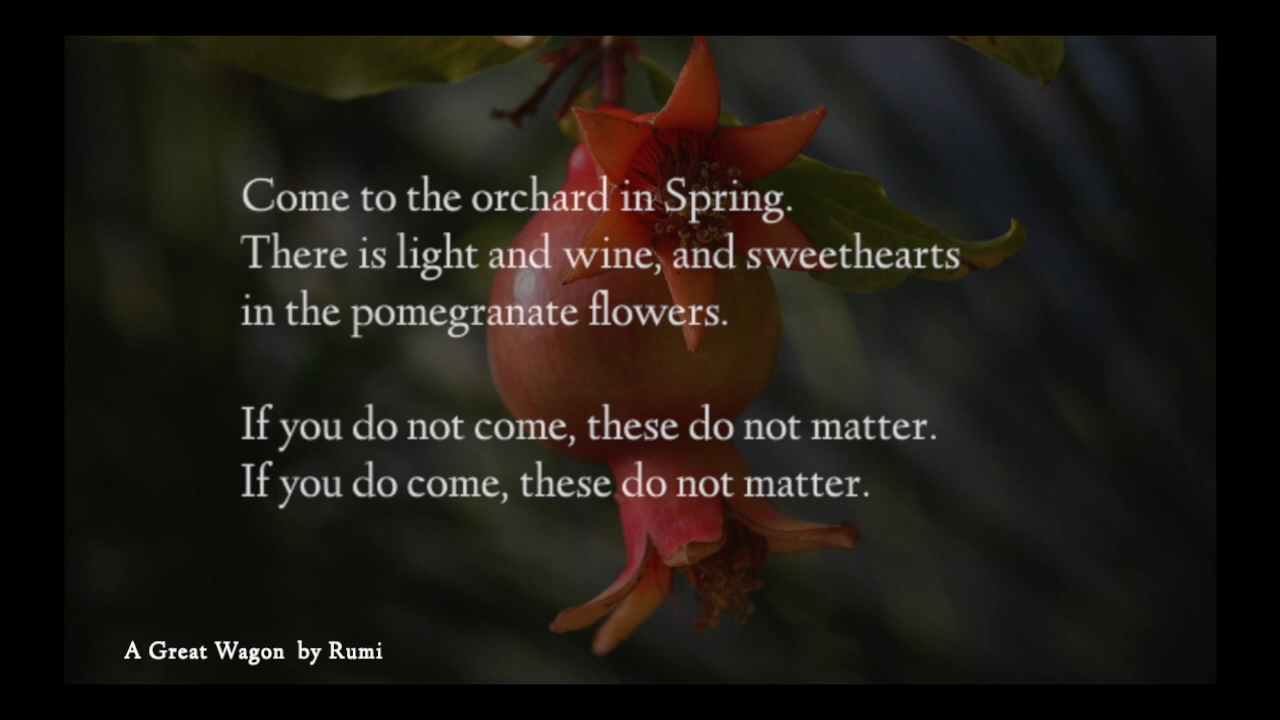 Come to the orchard in Spring.
There is light and wine, and sweethearts
in the pomegranate flowers.
If you do not come, these do not matter.
If you do come, these do not matter.
A Great Wagon by Rumi